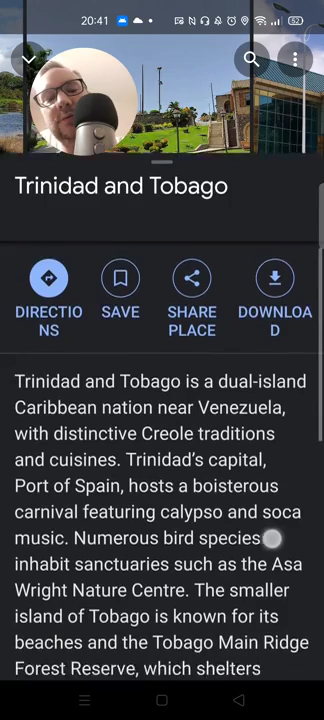 20:41
62
Trinidad and Tobago
DIRECTIO
NS
SAVE
SHARE
PLACE
DOWNLOA
D
Trinidad and Tobago is a dual-island
Caribbean nation near Venezuela,
with distinctive Creole traditions
and cuisines. Trinidad's capital,
Port of Spain, hosts a boisterous
carnival featuring calypso and soca
music. Numerous bird species
inhabit sanctuaries such as the Asa
Wright Nature Centre. The smaller
island of Tobago is known for its
beaches and the Tobago Main Ridge
Forest Reserve, which shelters